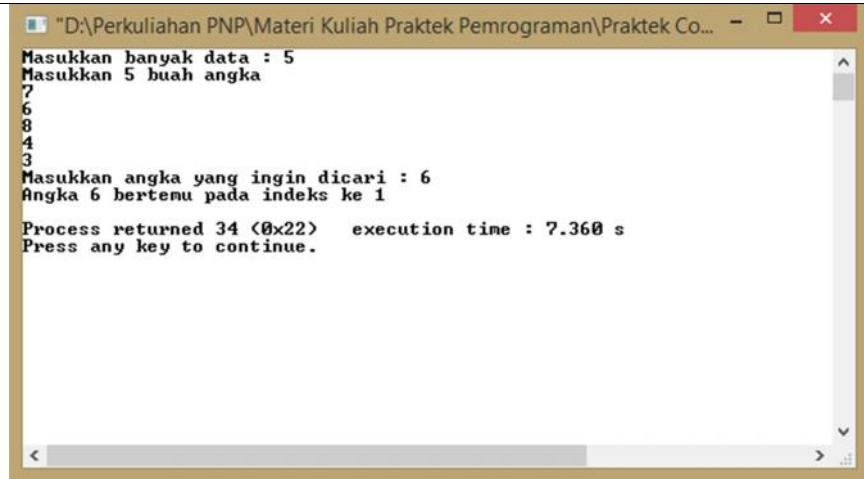 "D:\Perkuliahan PNP\Materi Kuliah Praktek Pemrograman\Praktek Co...
Masukkan banyak data : 5
Masukkan 5 buah angka
7
6
8
4
3
Masukkan angka yang ingin dicari : 6
Angka 6 bertemu pada indeks ke 1
Process returned 34 (0x22)   execution time : 7.360 s
Press any key to continue.